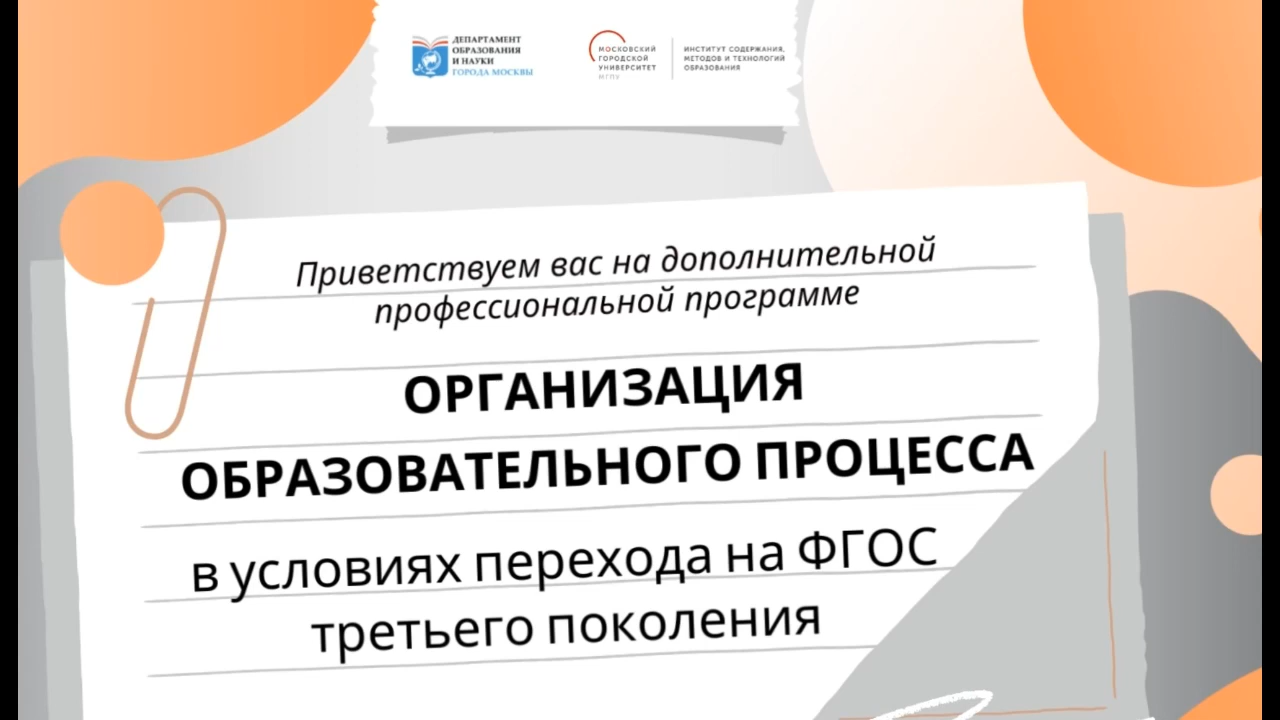 ДЕПАРТАМЕНТ
ОБРАЗОВАНИЯ
И НАУКИ
ГОРОДА МОСКВЫ
МОСКОВСКИЙ
ГОРОДСКОЙ
УНИВЕРСИТЕТ
МГПУ
ИНСТИТУТ СОДЕРЖАНИЯ,
МЕТОДОВ И ТЕХНОЛОГИЙ
ОБРАЗОВАНИЯ
Приветствуем вас на дополнительной
профессиональной программе
ОРГАНИЗАЦИЯ
ОБРАЗОВАТЕЛЬНОГО ПРОЦЕССА
в условиях перехода на ФГОС
третьего поколения